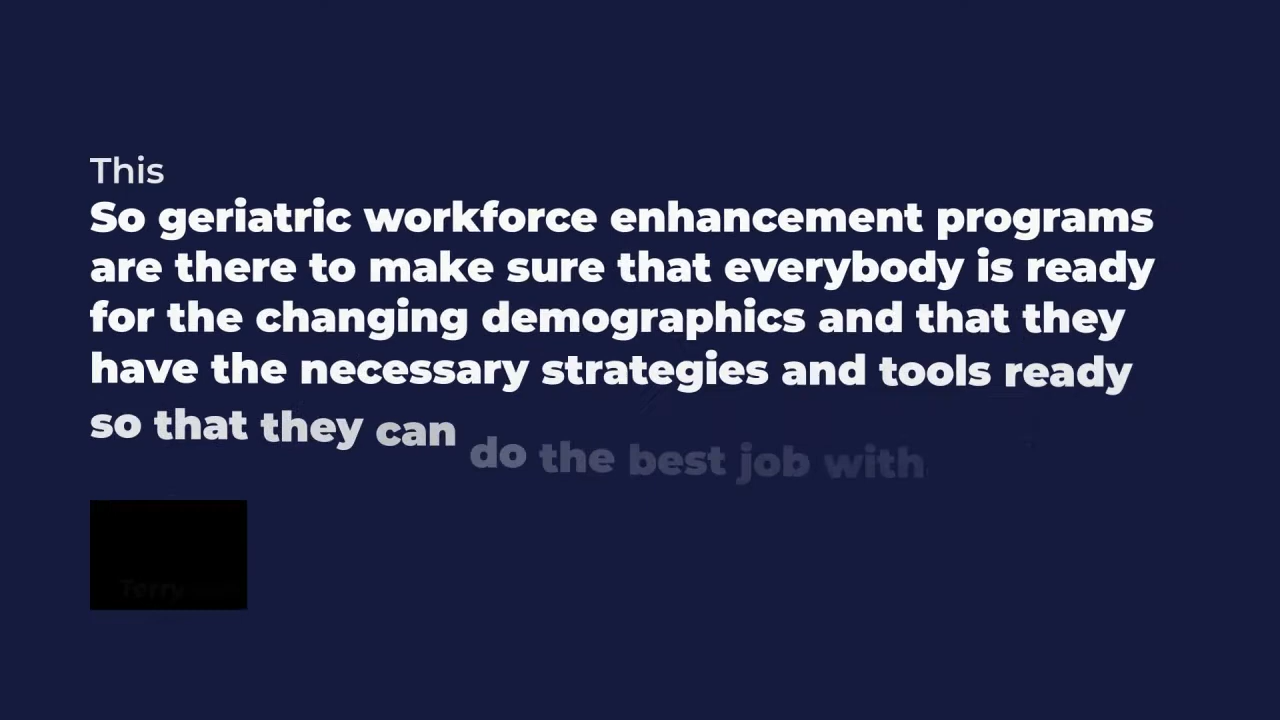 This
So geriatric workforce enhancement programs
are there to make sure that everybody is ready
for the changing demographics and that they
have the necessary strategies and tools ready
so that they can do the best job with
Terry